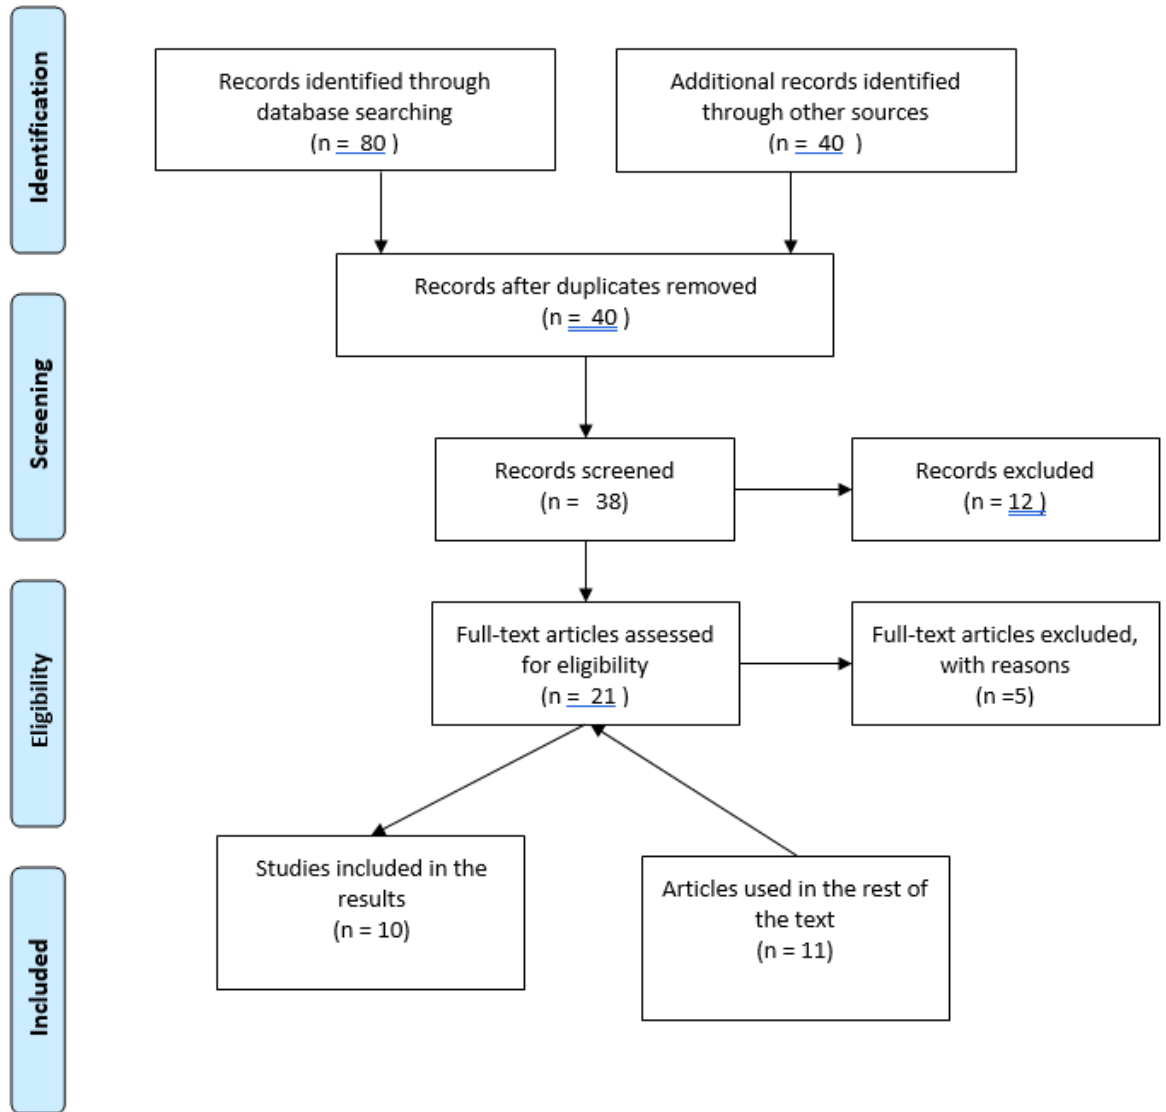 Identification
Records identified through
database searching
(n = 80 )
Additional records identified
through other sources
(n = 40 )
Records after duplicates removed
(n = 40 )
Screening
Records screened
(n = 38)
Records excluded
(n = 12 )
Eligibility
Full-text articles assessed
for eligibility
(n = 21 )
Full-text articles excluded,
with reasons
(n =5)
Included
Studies included in the
results
(n = 10)
Articles used in the rest of
the text
(n = 11)